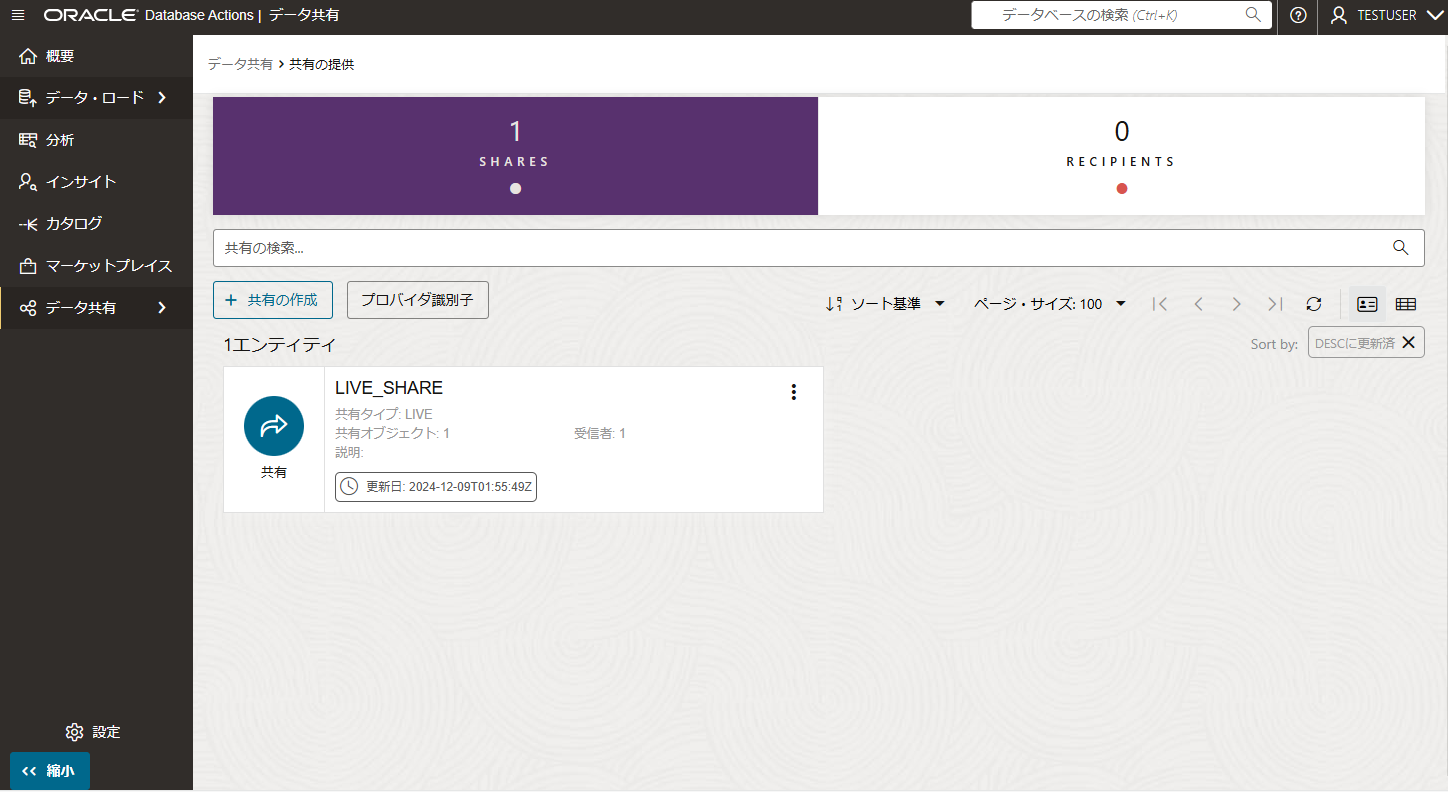 ORACLE Database Actions | データ共有
データベースの検索 (Ctrl+K)
TESTUSER
概要
データ・ロード
分析
インサイト
カタログ
マーケットプレイス
データ共有
設定
縮小
データ共有 › 共有の提供
1
SHARES
0
RECIPIENTS
共有の検索...
+ 共有の作成
プロバイダ識別子
ソート基準
ページ・サイズ: 100
1エンティティ
Sort by:
DESCに更新済
共有
LIVE_SHARE
共有タイプ: LIVE
共有オブジェクト: 1
受信者: 1
説明:
更新日: 2024-12-09T01:55:49Z